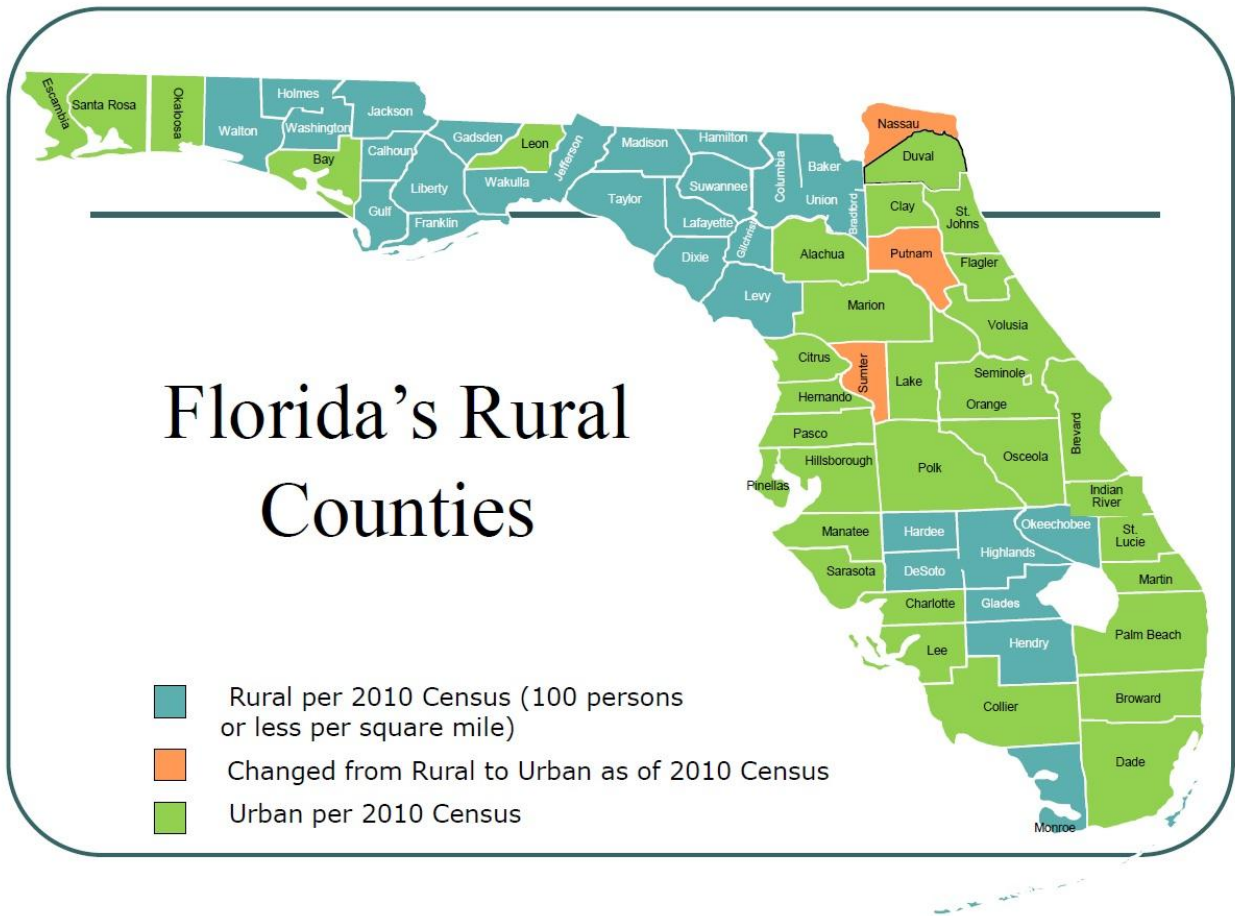 Escambia
Santa Rosa
Okaloosa
Walton
Holmes
Washington
Bay
Jackson
Calhoun
Gulf
Liberty
Franklin
Gadsden
Leon
Wakulla
Jefferson
Madison
Taylor
Hamilton
Suwannee
Lafayette
Dixie
Gilchrist
Levy
Columbia
Baker
Union
Bradford
Nassau
Duval
Clay
St.
Johns
Alachua
Putnam
Flagler
Marion
Volusia
Citrus
Sumter
Lake
Seminole
Orange
Hernando
Pasco
Hillsborough
Pinellas
Polk
Osceola
Brevard
Indian
River
Manatee
Hardee
Highlands
Okeechobee
St.
Lucie
Sarasota
DeSoto
Martin
Charlotte
Glades
Lee
Hendry
Palm Beach
Collier
Broward
Dade
Monroe
Florida’s Rural
Counties
Rural per 2010 Census (100 persons
or less per square mile)
Changed from Rural to Urban as of 2010 Census
Urban per 2010 Census